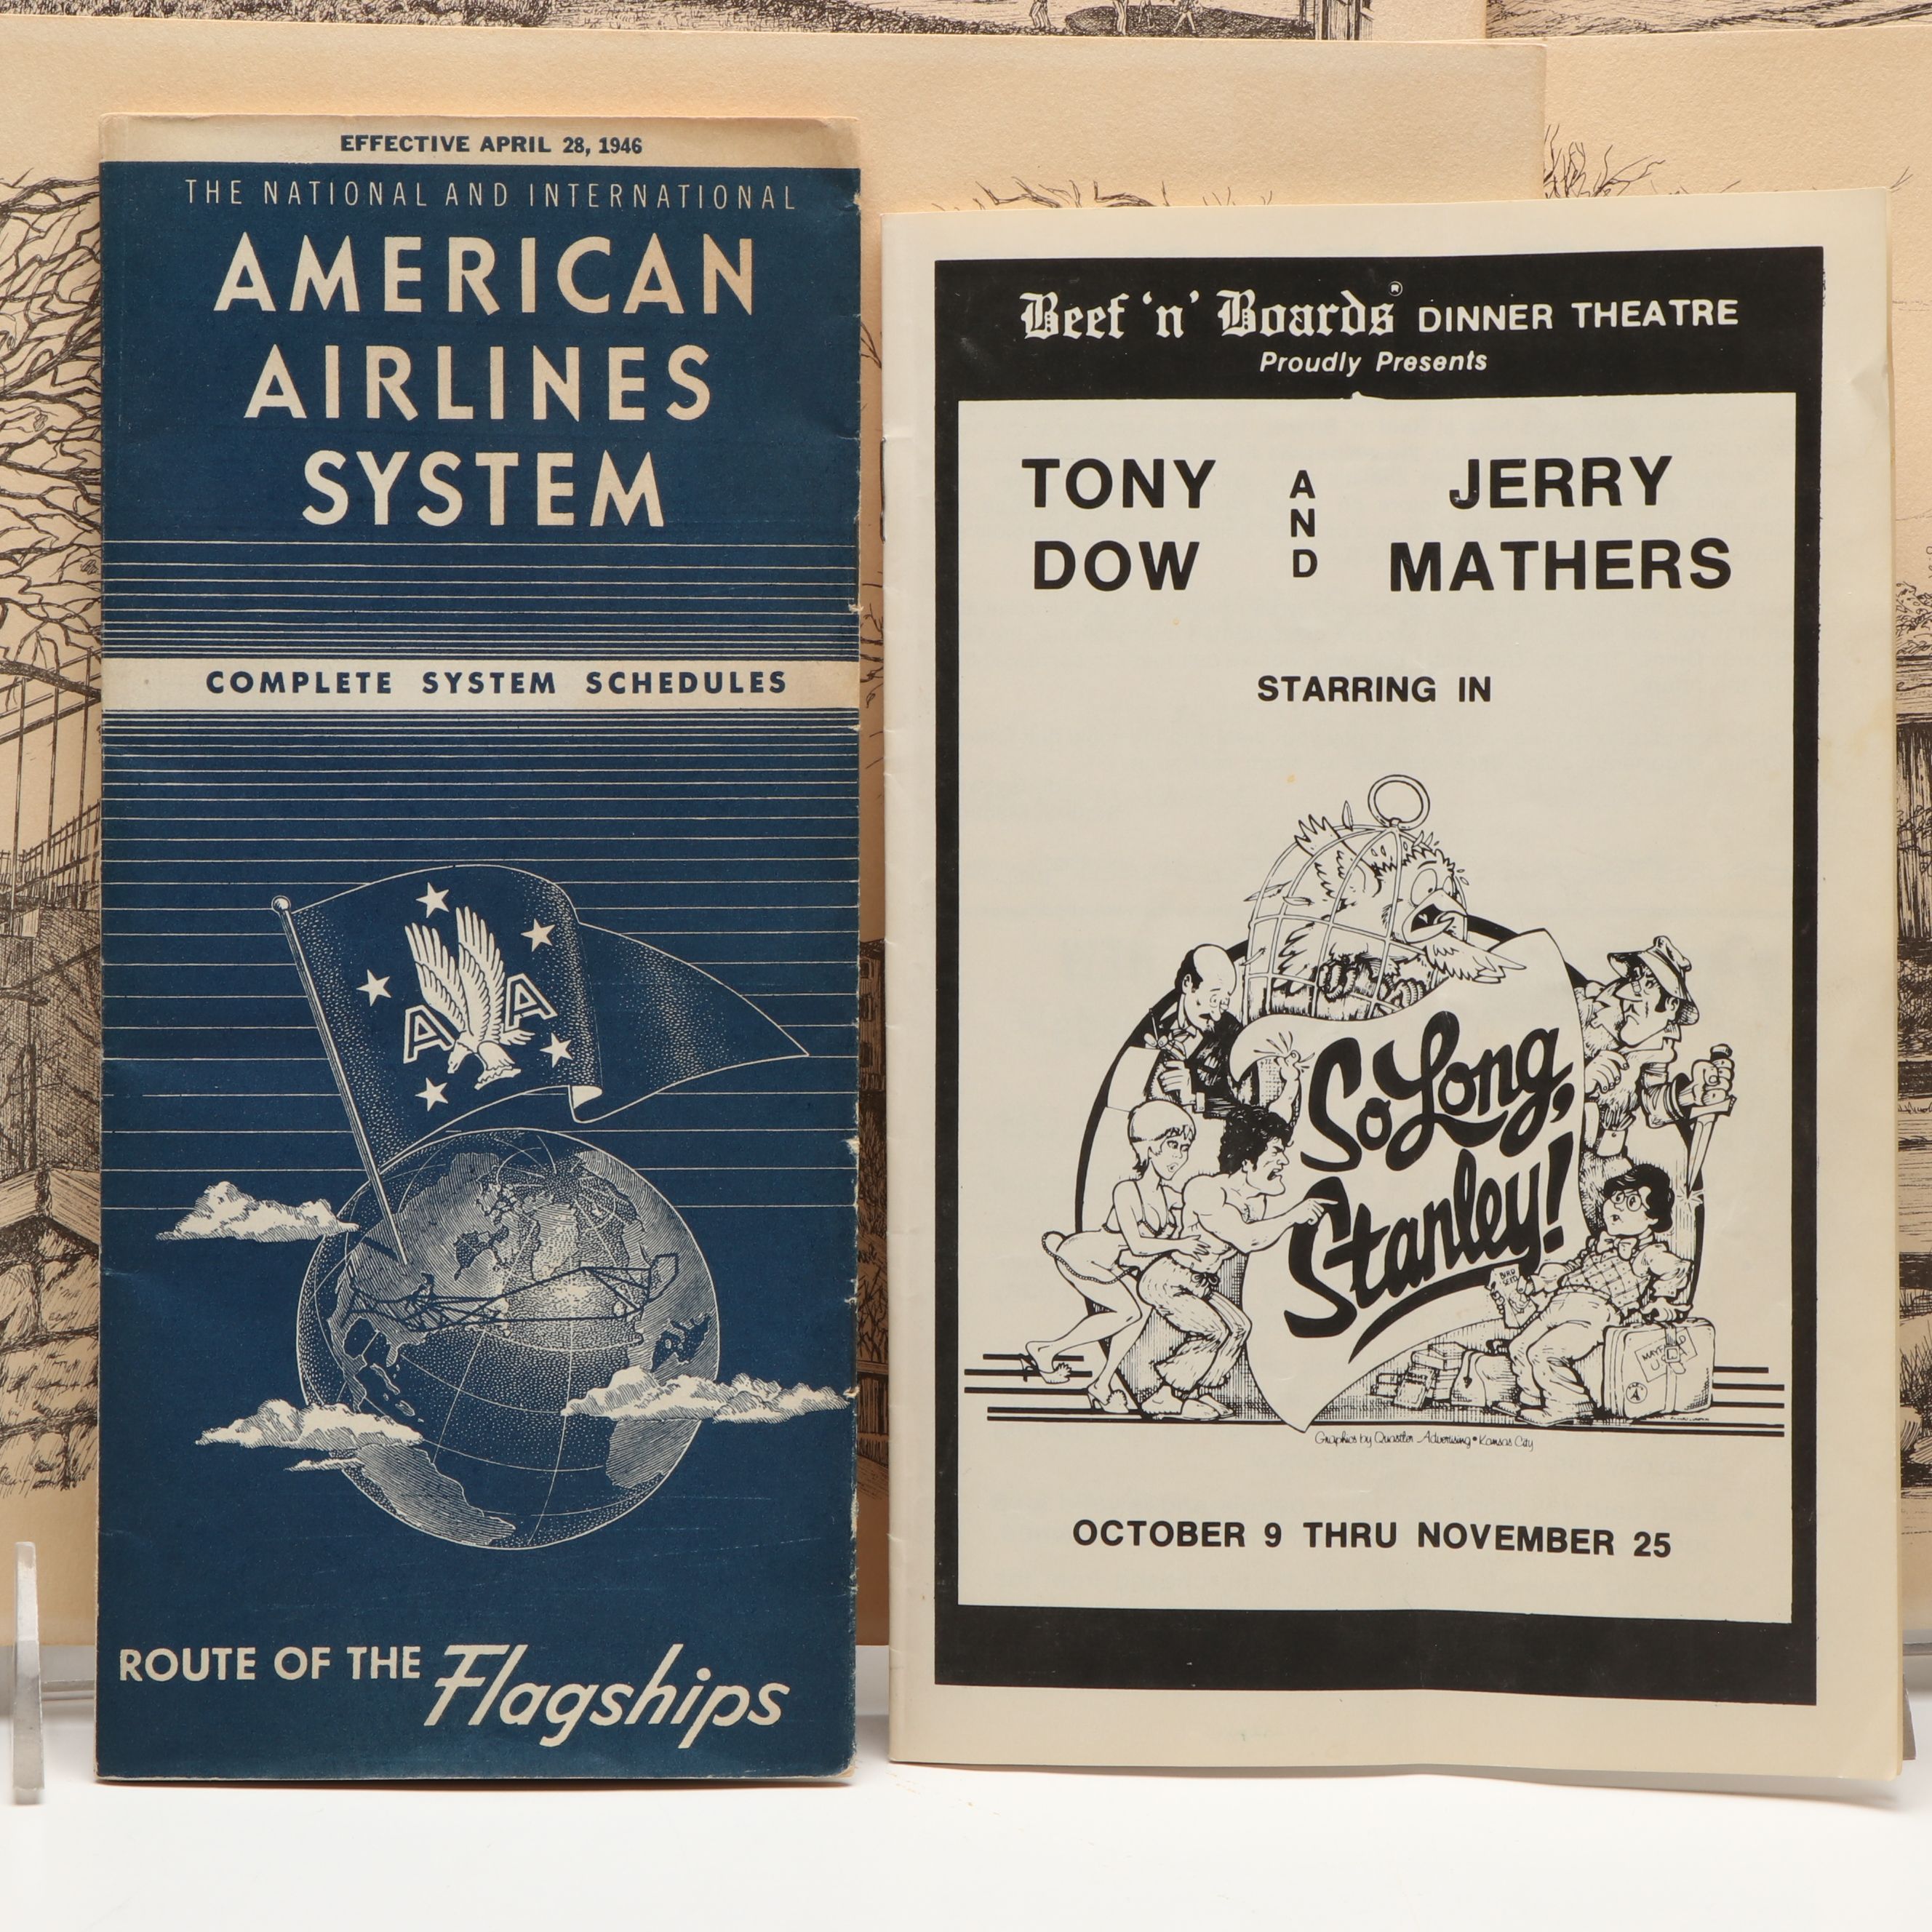 EFFECTIVE APRIL 28, 1946
THE NATIONAL AND INTERNATIONAL
AMERICAN
AIRLINES
SYSTEM
COMPLETE SYSTEM SCHEDULES
A A
ROUTE OF THE Flagships
Beef 'n' Boards® DINNER THEATRE
Proudly Presents
TONY AND JERRY
DOW MATHERS
STARRING IN
So Long,
Stanley!
BIRD
SEED
Graphics by Quastler Advertising • Kansas City
OCTOBER 9 THRU NOVEMBER 25